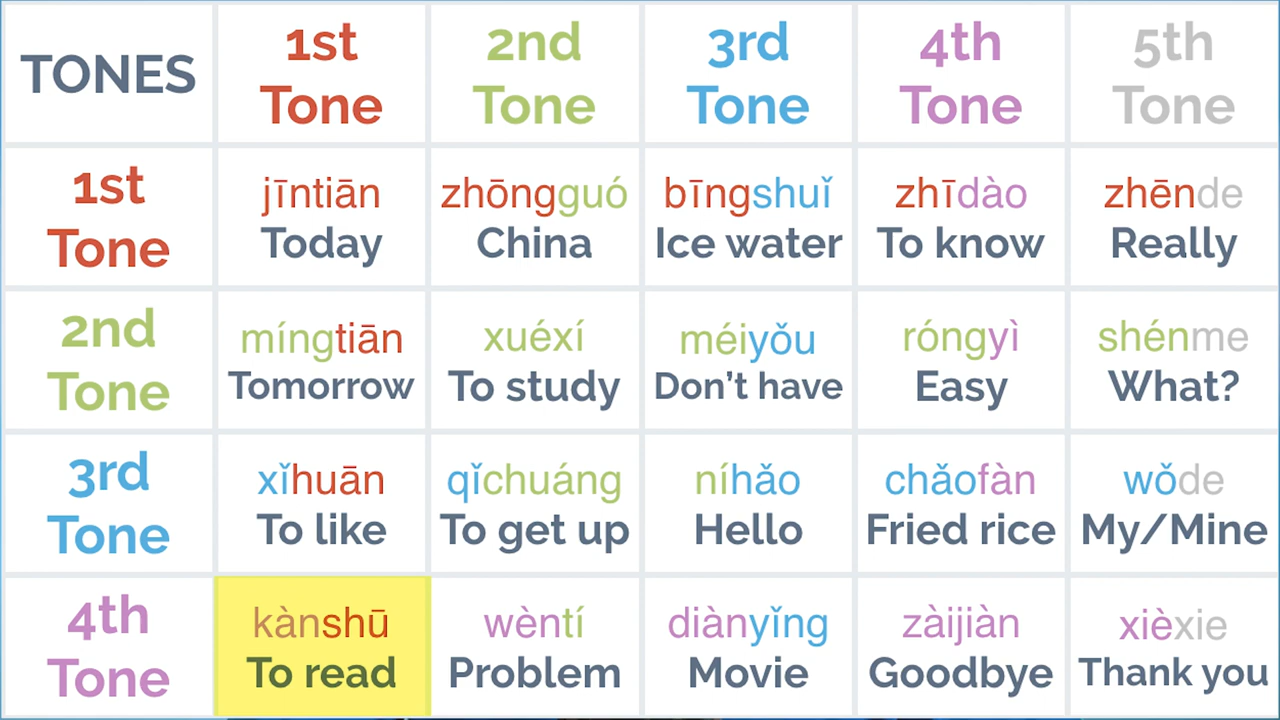 TONES
1st
Tone
2nd
Tone
3rd
Tone
4th
Tone
5th
Tone
1st
Tone
jīntiān
Today
zhōngguó
China
bīngshuǐ
Ice water
zhīdào
To know
zhēnde
Really
2nd
Tone
míngtiān
Tomorrow
xuéxí
To study
méiyǒu
Don’t have
róngyì
Easy
shénme
What?
3rd
Tone
xǐhuān
To like
qǐchuáng
To get up
níhǎo
Hello
chǎofàn
Fried rice
wǒde
My/Mine
4th
Tone
kànshū
To read
wèntí
Problem
diànyǐng
Movie
zàijiàn
Goodbye
xièxie
Thank you